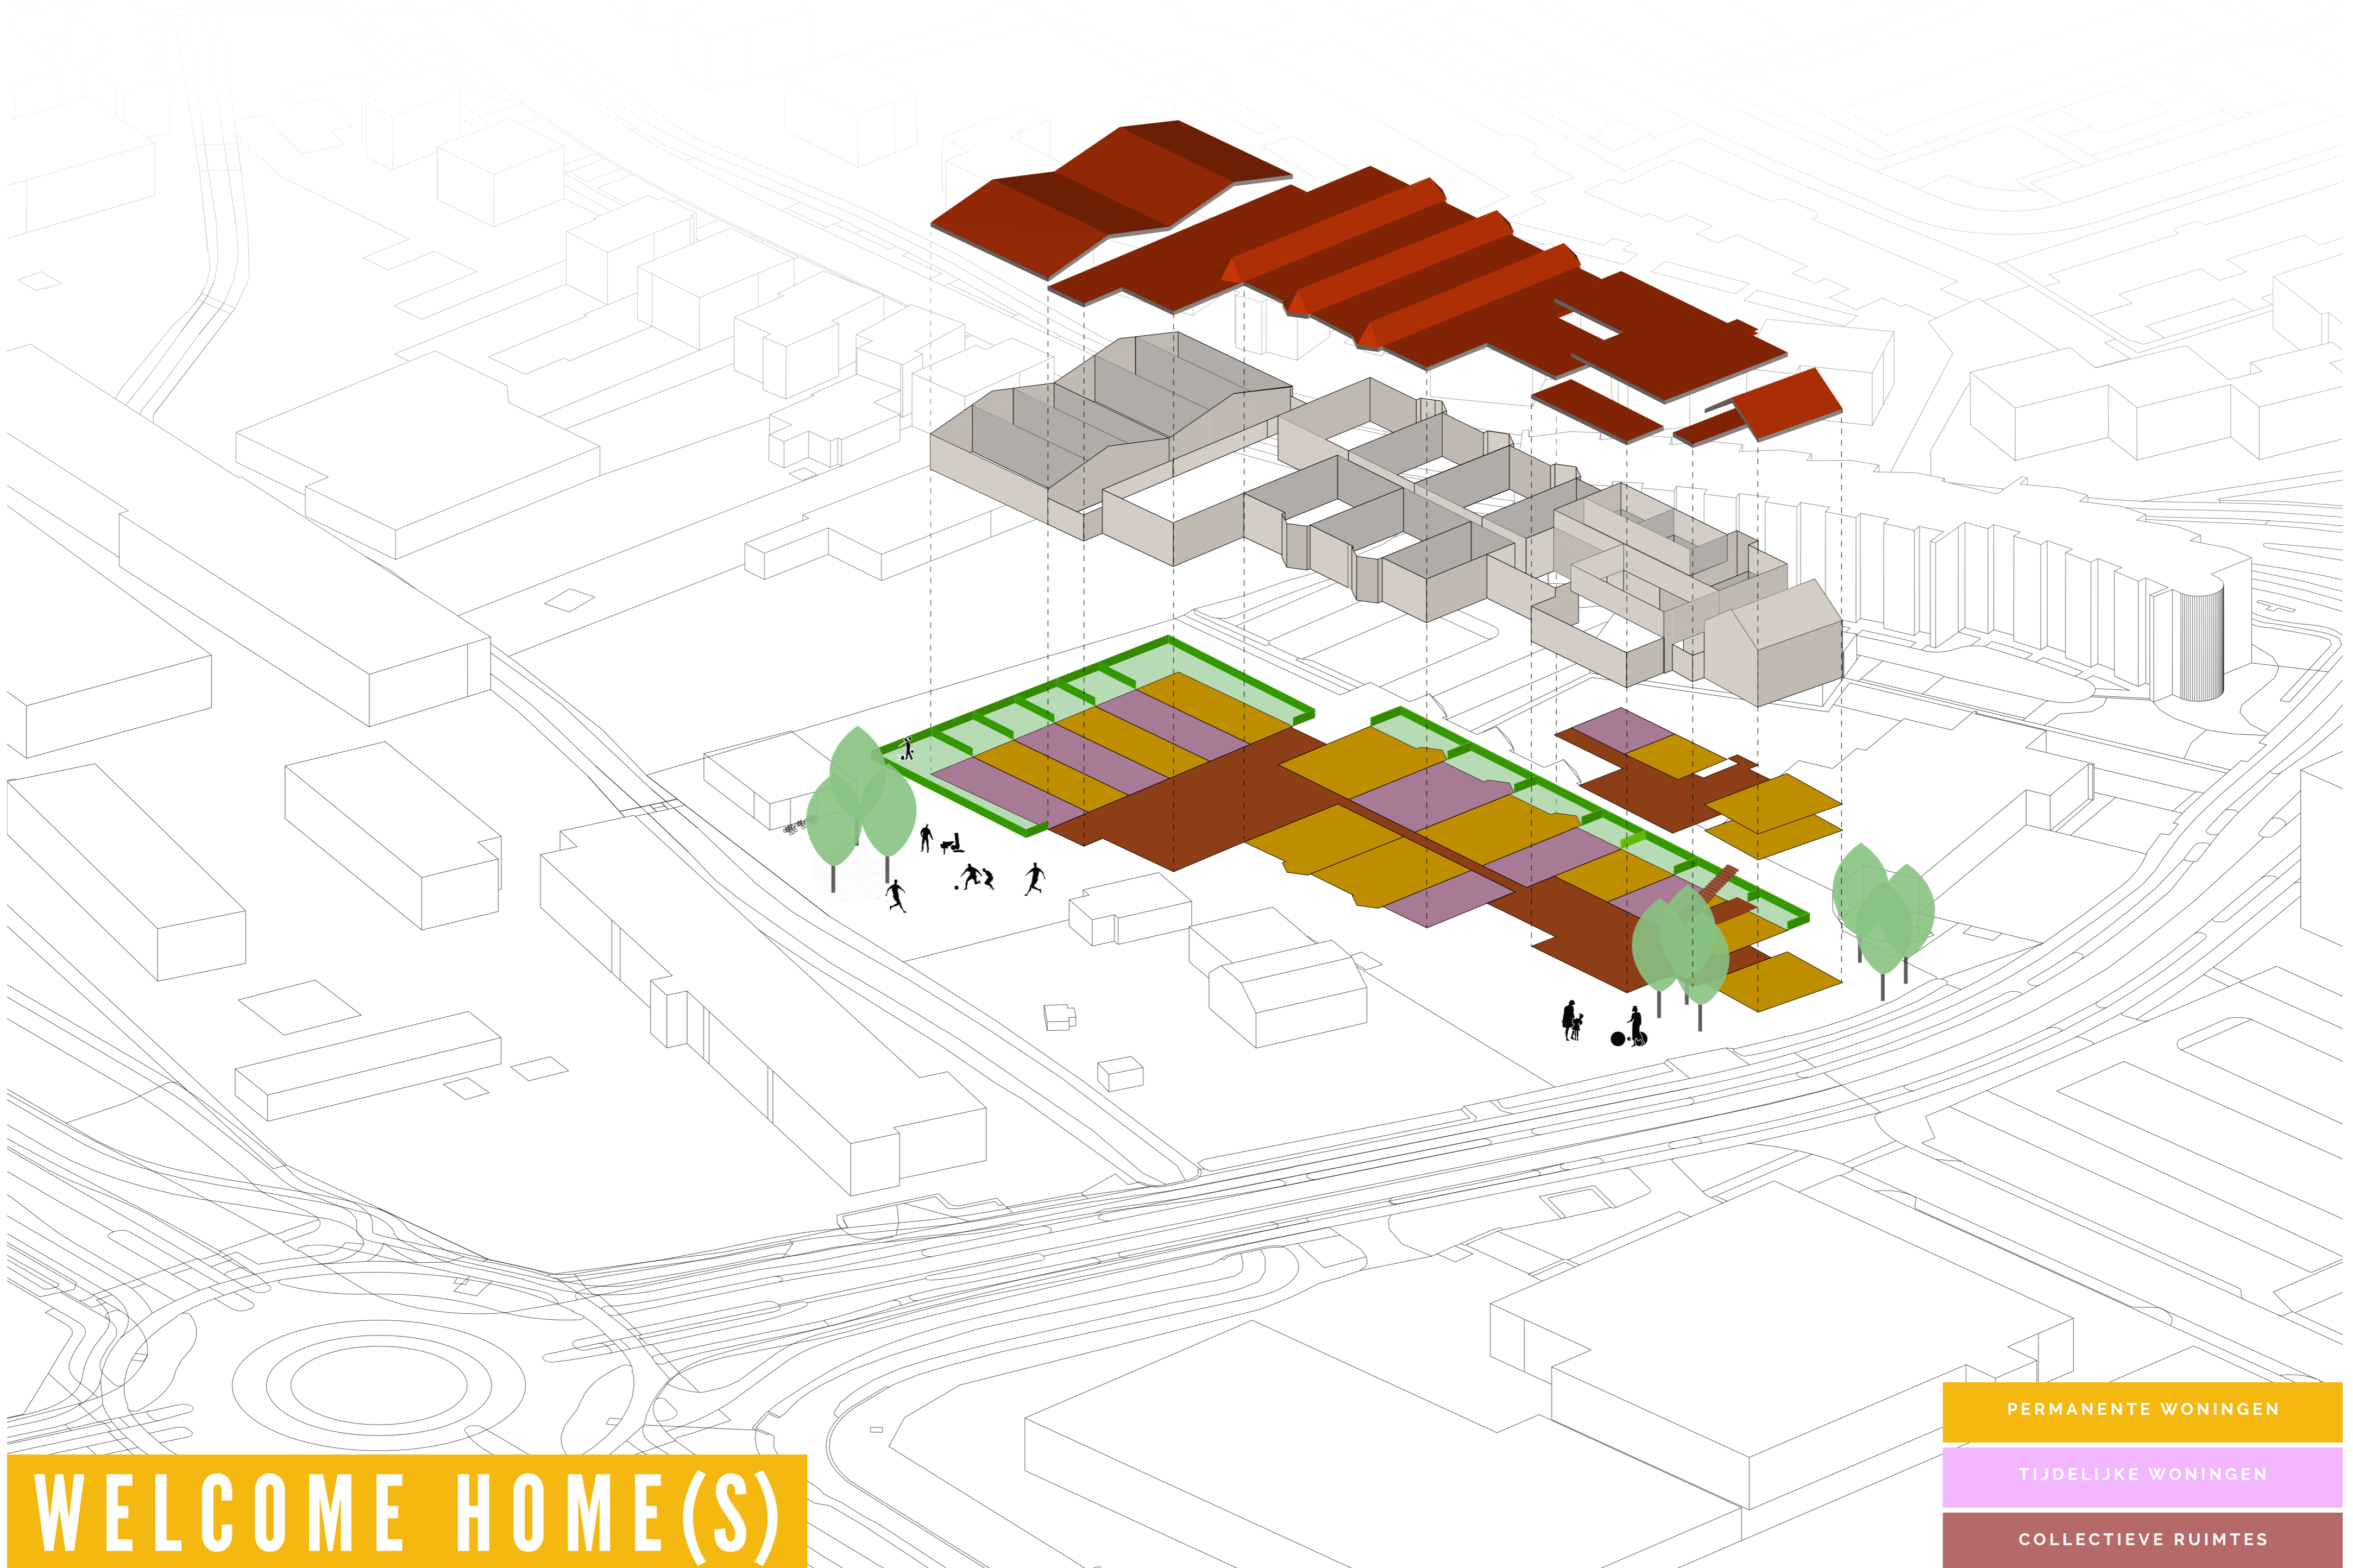 PERMANENTE WONINGEN
TIJDELIJKE WONINGEN
COLLECTIEVE RUIMTES
WELCOME HOME(S)